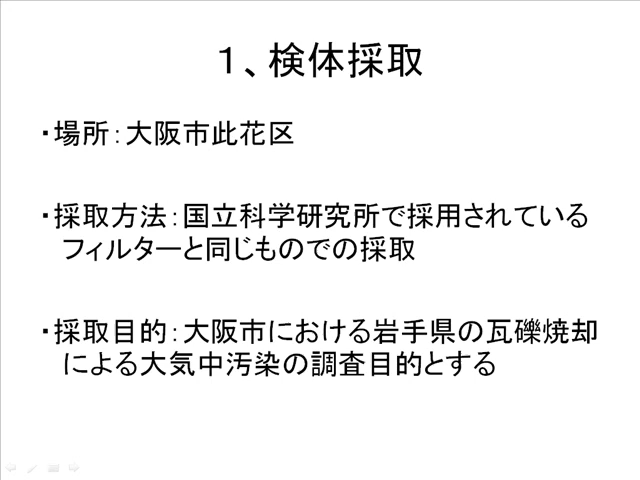 １、検体採取
・場所：大阪市此花区
・採取方法：国立科学研究所で採用されている
フィルターと同じものでの採取
・採取目的：大阪市における岩手県の瓦礫焼却
による大気中汚染の調査目的とする